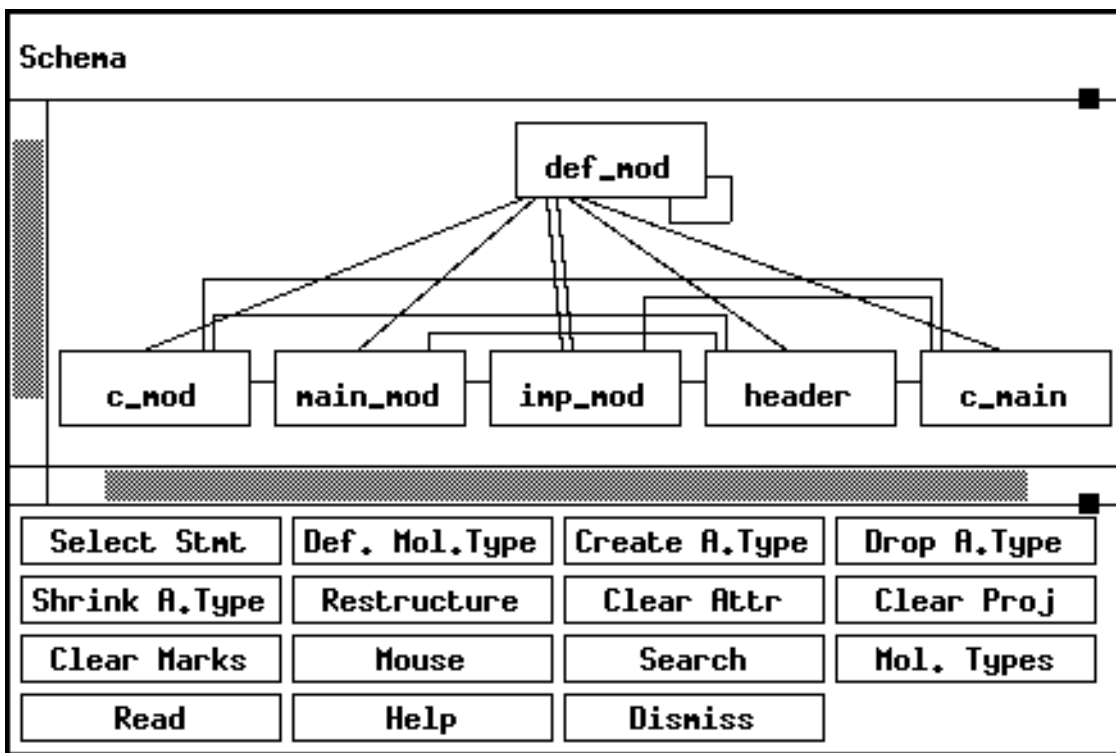 Schema
def_mod
c_mod main_mod imp_mod header c_main
Select Stmt Def. Mol.Type Create A.Type Drop A.Type
Shrink A.Type Restructure Clear Attr Clear Proj
Clear Marks Mouse Search Mol. Types
Read Help Dismiss